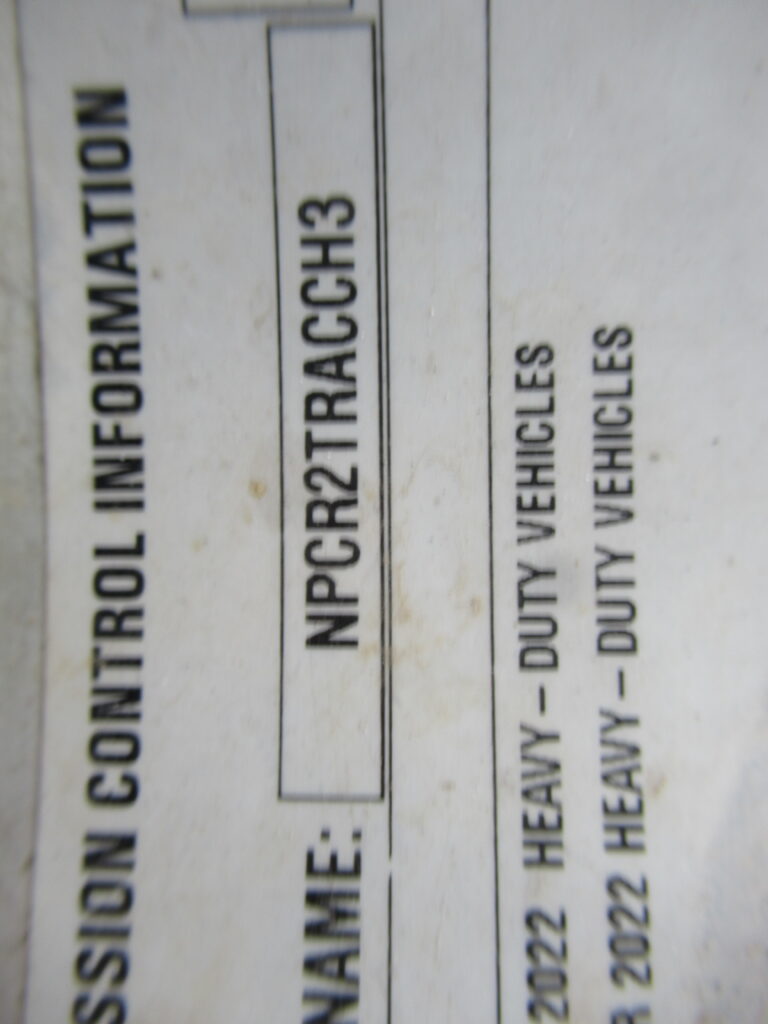 SSION CONTROL INFORMATION
NAME: NPCR2TRACCH3
2022 HEAVY – DUTY VEHICLES
R 2022 HEAVY – DUTY VEHICLES